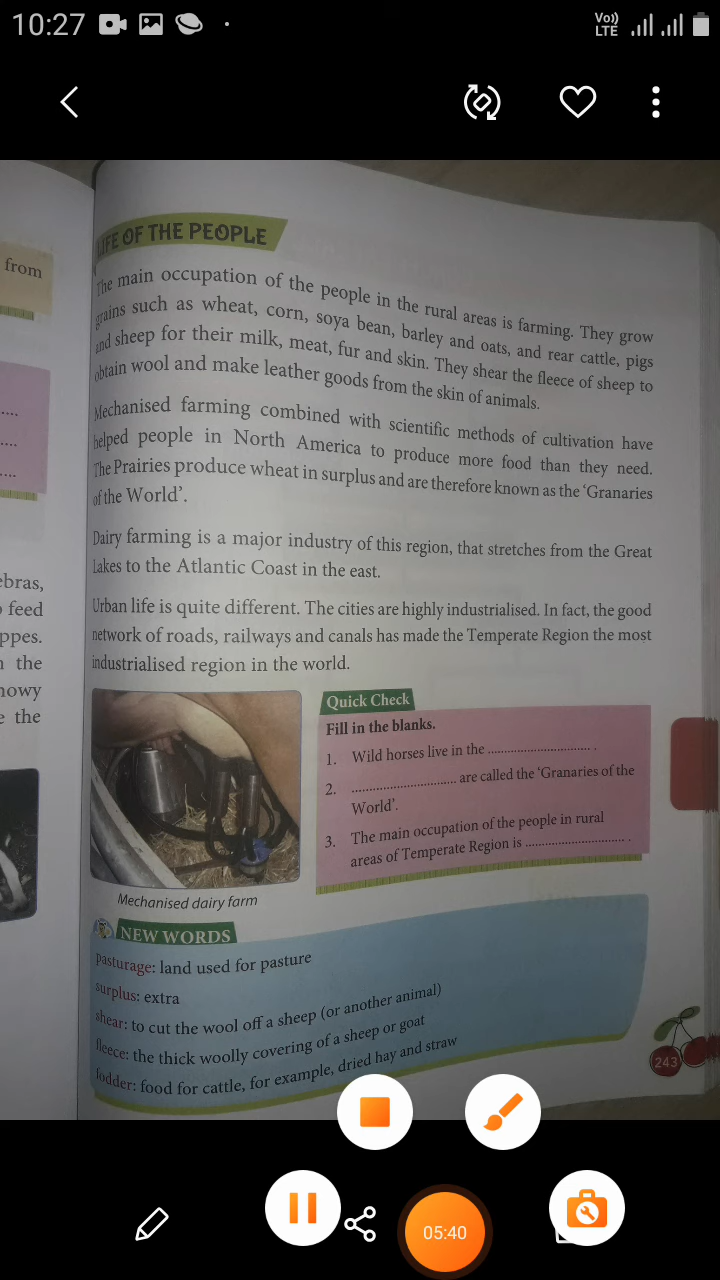 10:27
Vo))
LTE
from
LIFE OF THE PEOPLE
The main occupation of the people in the rural areas is farming. They grow
grains such as wheat, corn, soya bean, barley and oats, and rear cattle, pigs
and sheep for their milk, meat, fur and skin. They shear the fleece of sheep to
obtain wool and make leather goods from the skin of animals.
Mechanised farming combined with scientific methods of cultivation have
helped people in North America to produce more food than they need.
The Prairies produce wheat in surplus and are therefore known as the 'Granaries
of the World'.
Dairy farming is a major industry of this region, that stretches from the Great
Lakes to the Atlantic Coast in the east.
Urban life is quite different. The cities are highly industrialised. In fact, the good
network of roads, railways and canals has made the Temperate Region the most
industrialised region in the world.
ebras,
feed
ppes.
the
nowy
e the
Mechanised dairy farm
Quick Check
Fill in the blanks.
1. Wild horses live in the .............................. .
2. .............................. are called the 'Granaries of the
World'.
3. The main occupation of the people in rural
areas of Temperate Region is .............................. .
NEW WORDS
pasturage: land used for pasture
surplus: extra
shear: to cut the wool off a sheep (or another animal)
fleece: the thick woolly covering of a sheep or goat
fodder: food for cattle, for example, dried hay and straw
243
05:40